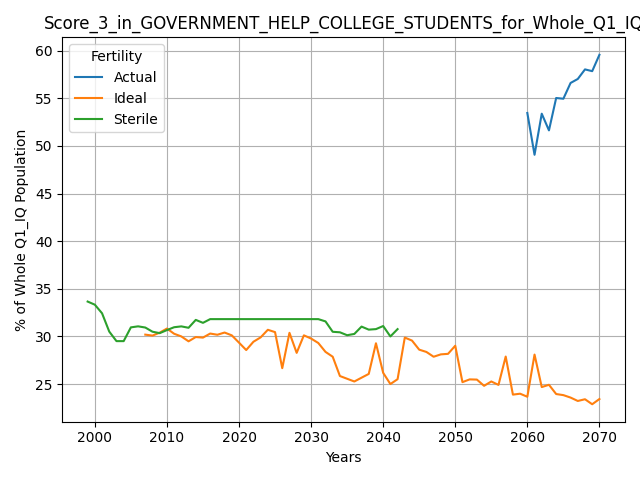 Score_3_in_GOVERNMENT_HELP_COLLEGE_STUDENTS_for_Whole_Q1_IQ
60
55
50
45
40
35
30
25
% of Whole Q1_IQ Population
Fertility
Actual
Ideal
Sterile
2000 2010 2020 2030 2040 2050 2060 2070
Years